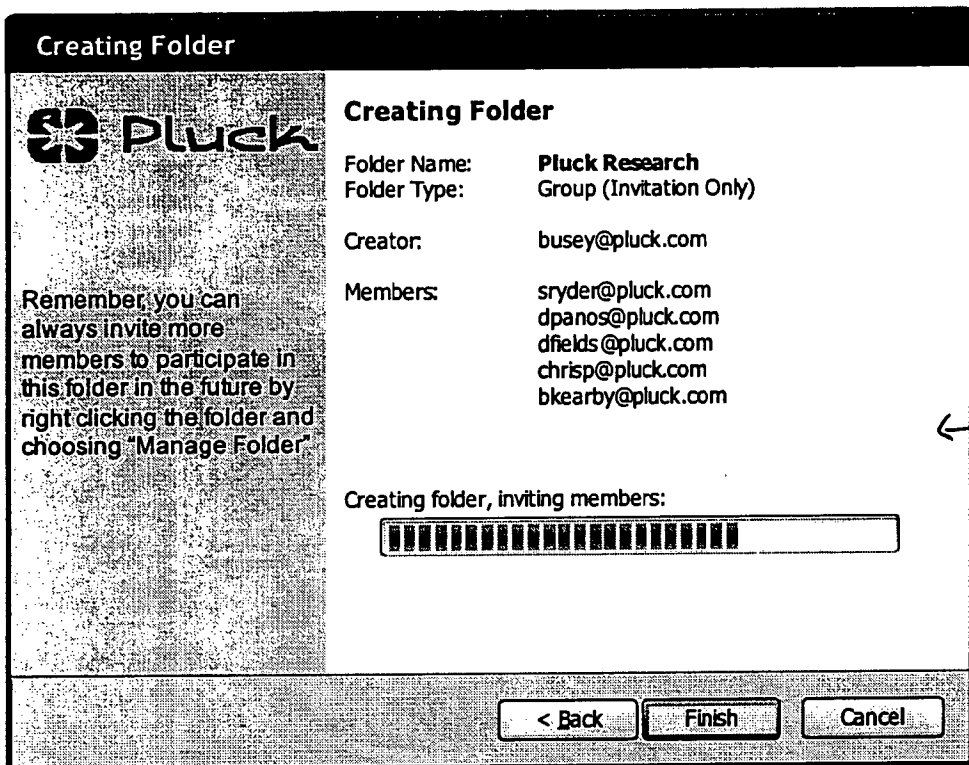 Creating Folder
Pluck
Remember, you can
always invite more
members to participate in
this folder in the future by
right clicking the folder and
choosing "Manage Folder"
Creating Folder
Folder Name: Pluck Research
Folder Type: Group (Invitation Only)
Creator: busey@pluck.com
Members: sryder@pluck.com
dpanos@pluck.com
dfields@pluck.com
chrisp@pluck.com
bkearby@pluck.com
Creating folder, inviting members:
< Back Finish Cancel